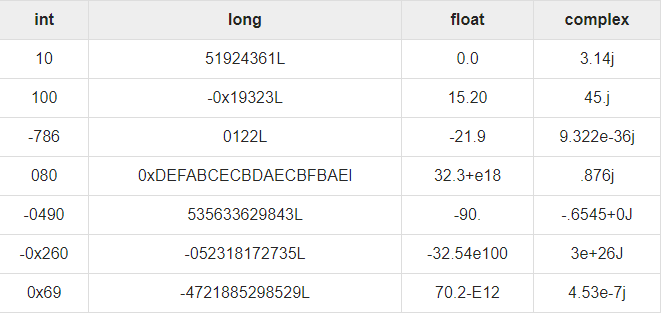 int long float complex
10 51924361L 0.0 3.14j
100 -0x19323L 15.20 45.j
-786 0122L -21.9 9.322e-36j
080 0xDEFABCECBDAECBFBAEl 32.3+e18 .876j
-0490 535633629843L -90. -.6545+0J
-0x260 -052318172735L -32.54e100 3e+26J
0x69 -4721885298529L 70.2-E12 4.53e-7j